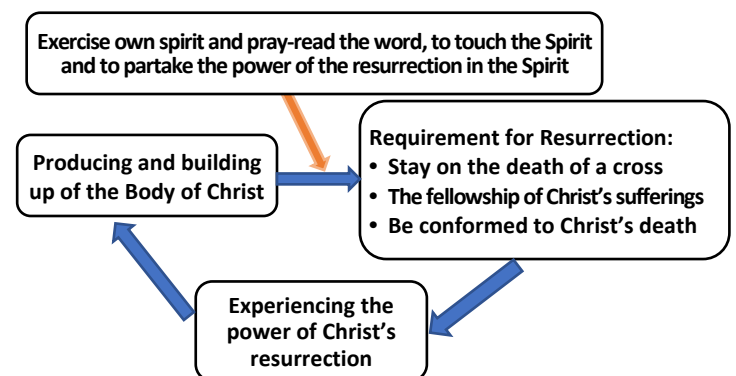 Exercise own spirit and pray-read the word, to touch the Spirit
and to partake the power of the resurrection in the Spirit
Producing and building
up of the Body of Christ
Requirement for Resurrection:
• Stay on the death of a cross
• The fellowship of Christ's sufferings
• Be conformed to Christ's death
Experiencing the
power of Christ's
resurrection